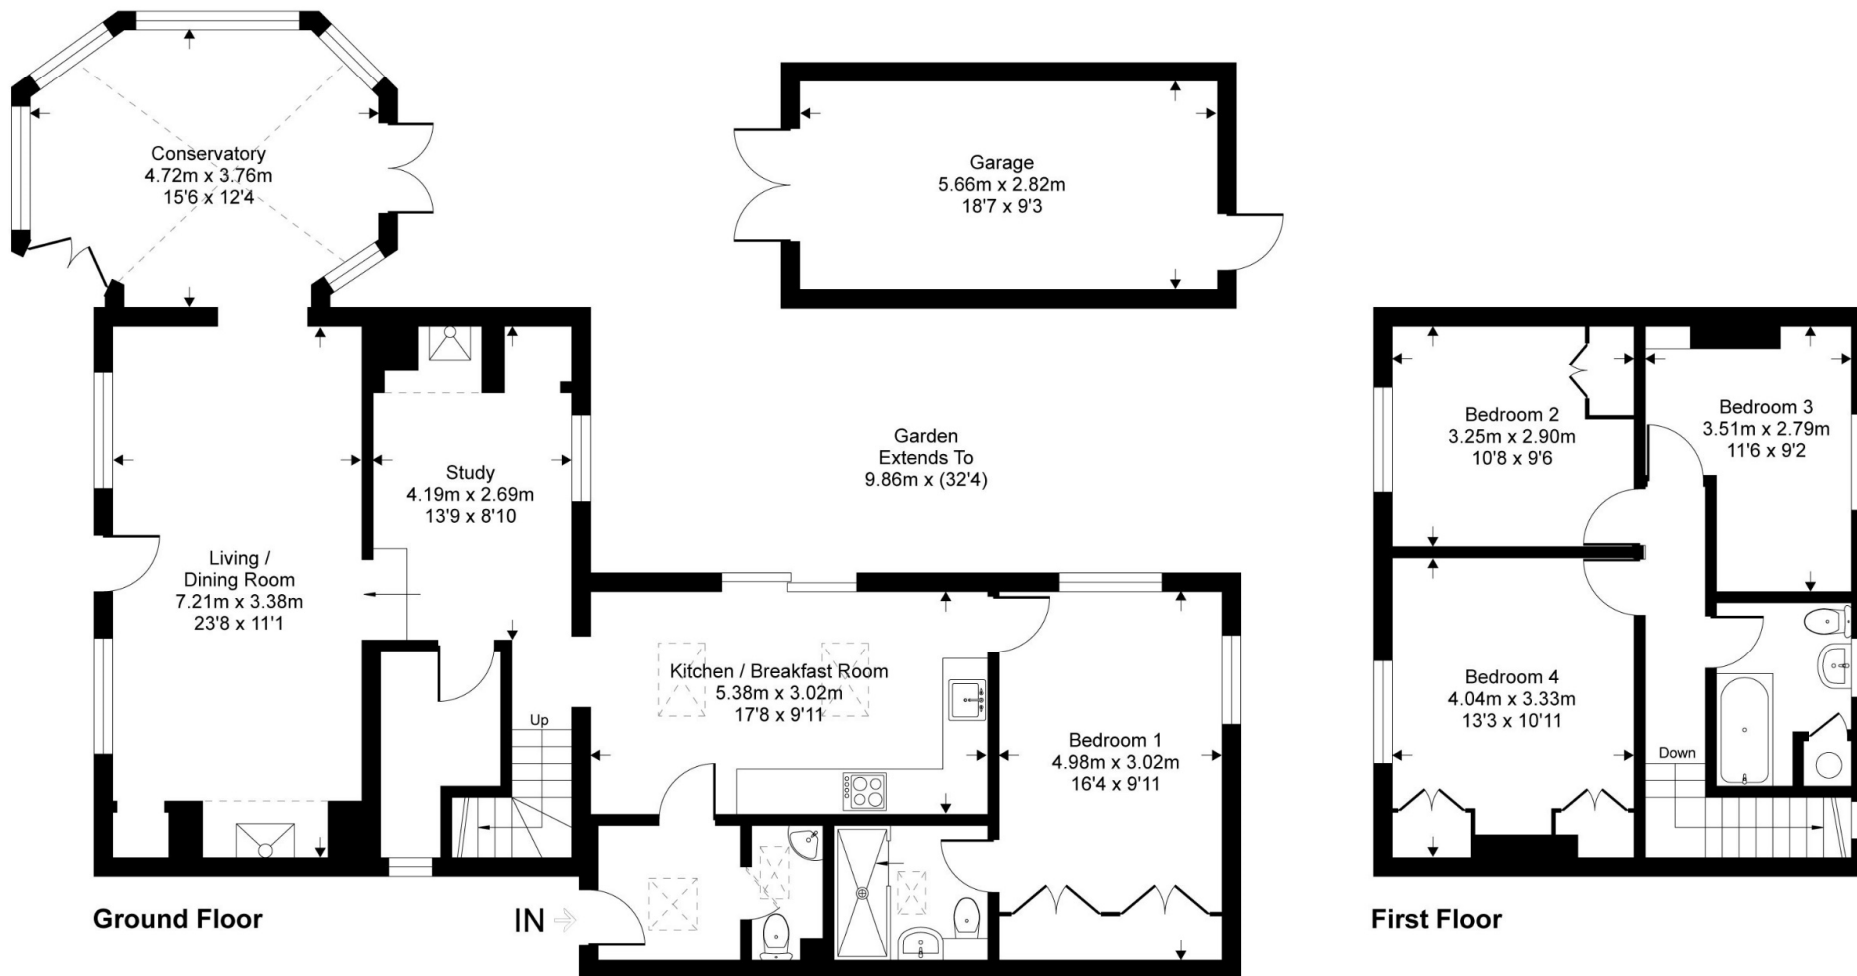 Conservatory
4.72m x 3.76m
15'6 x 12'4
Garage
5.66m x 2.82m
18'7 x 9'3
Garden
Extends To
9.86m x (32'4)
Study
4.19m x 2.69m
13'9 x 8'10
Living /
Dining Room
7.21m x 3.38m
23'8 x 11'1
Kitchen / Breakfast Room
5.38m x 3.02m
17'8 x 9'11
Up
Bedroom 1
4.98m x 3.02m
16'4 x 9'11
Ground Floor
IN
Bedroom 2
3.25m x 2.90m
10'8 x 9'6
Bedroom 3
3.51m x 2.79m
11'6 x 9'2
Bedroom 4
4.04m x 3.33m
13'3 x 10'11
Down
First Floor